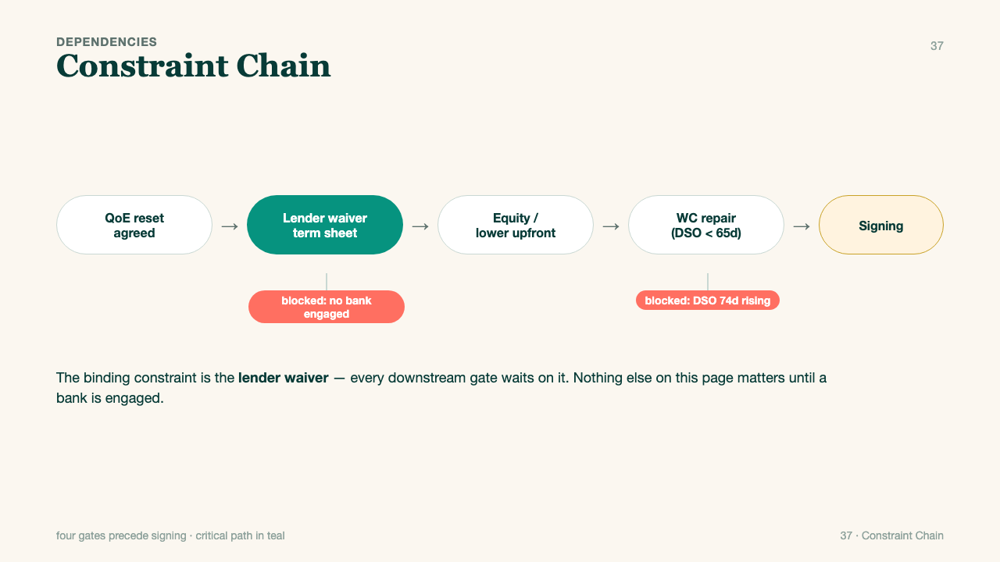 DEPENDENCIES
37
Constraint Chain
QoE reset
agreed
→
Lender waiver
term sheet
→
Equity /
lower upfront
→
WC repair
(DSO < 65d)
→
Signing
blocked: no bank
engaged
blocked: DSO 74d rising
The binding constraint is the lender waiver — every downstream gate waits on it. Nothing else on this page matters until a
bank is engaged.
four gates precede signing · critical path in teal
37 · Constraint Chain